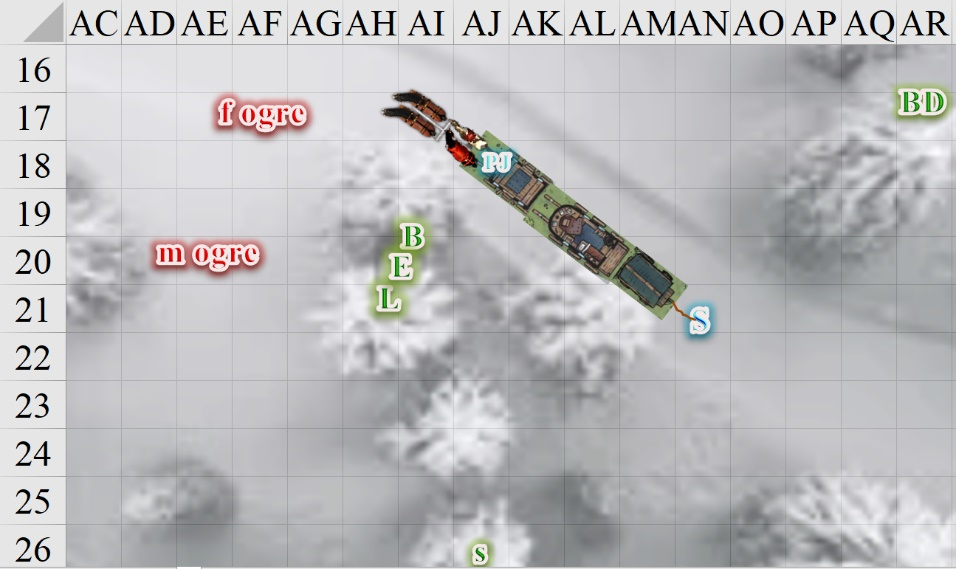 AC AD AE AF AG AH AI AJ AK AL AM AN AO AP AQ AR
16
BD
17 f ogre
18 PJ
19
B
20 m ogre
E
L
21 S
22
23
24
25
26 s